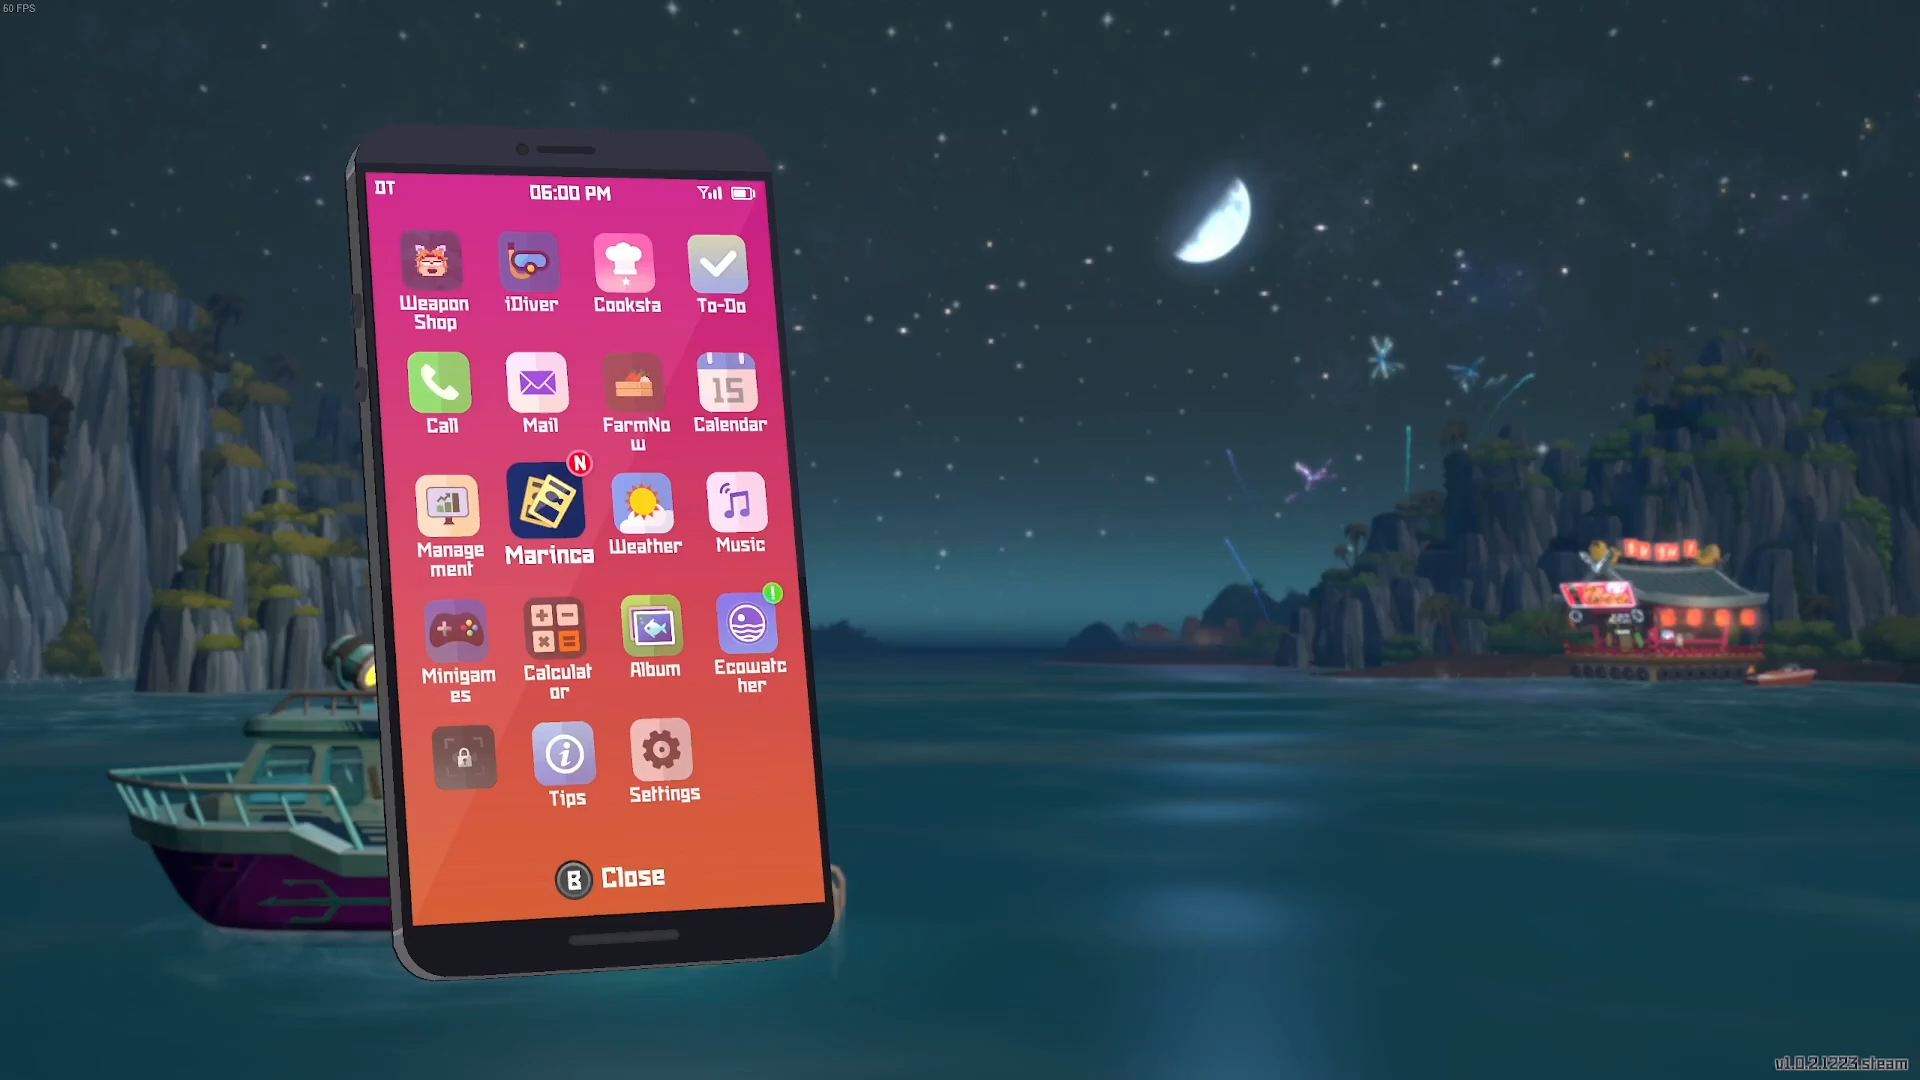 60 FPS
DT
06:00 PM
Weapon
Shop
iDiver
Cooksta
To-Do
Call
Mail
FarmNo
w
15
Calendar
Manage
ment
N
Marinca
Weather
Music
Minigam
es
Calculat
or
Album
!
Ecowatc
her
Tips
Settings
B Close
SUSHI
v1.0.2.1223.steam